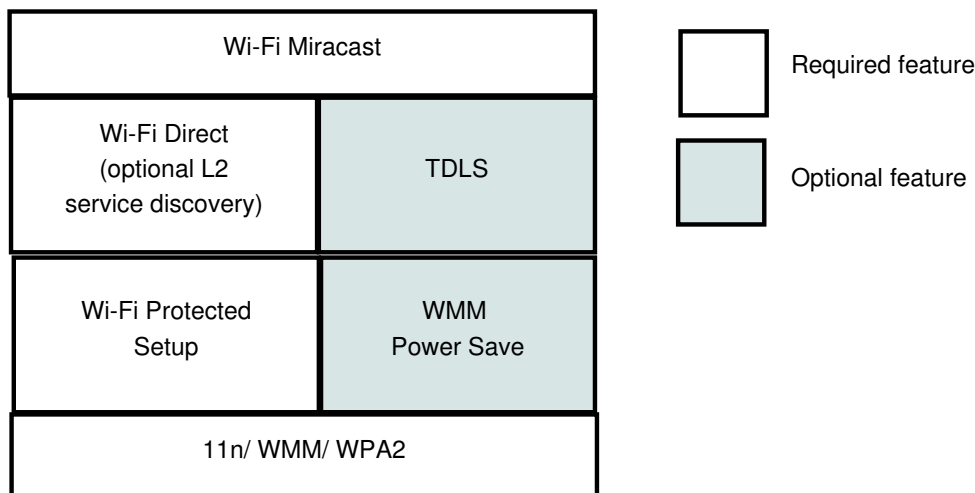 Wi-Fi Miracast
Wi-Fi Direct
(optional L2
service discovery)
TDLS
Wi-Fi Protected
Setup
WMM
Power Save
11n/ WMM/ WPA2
Required feature
Optional feature